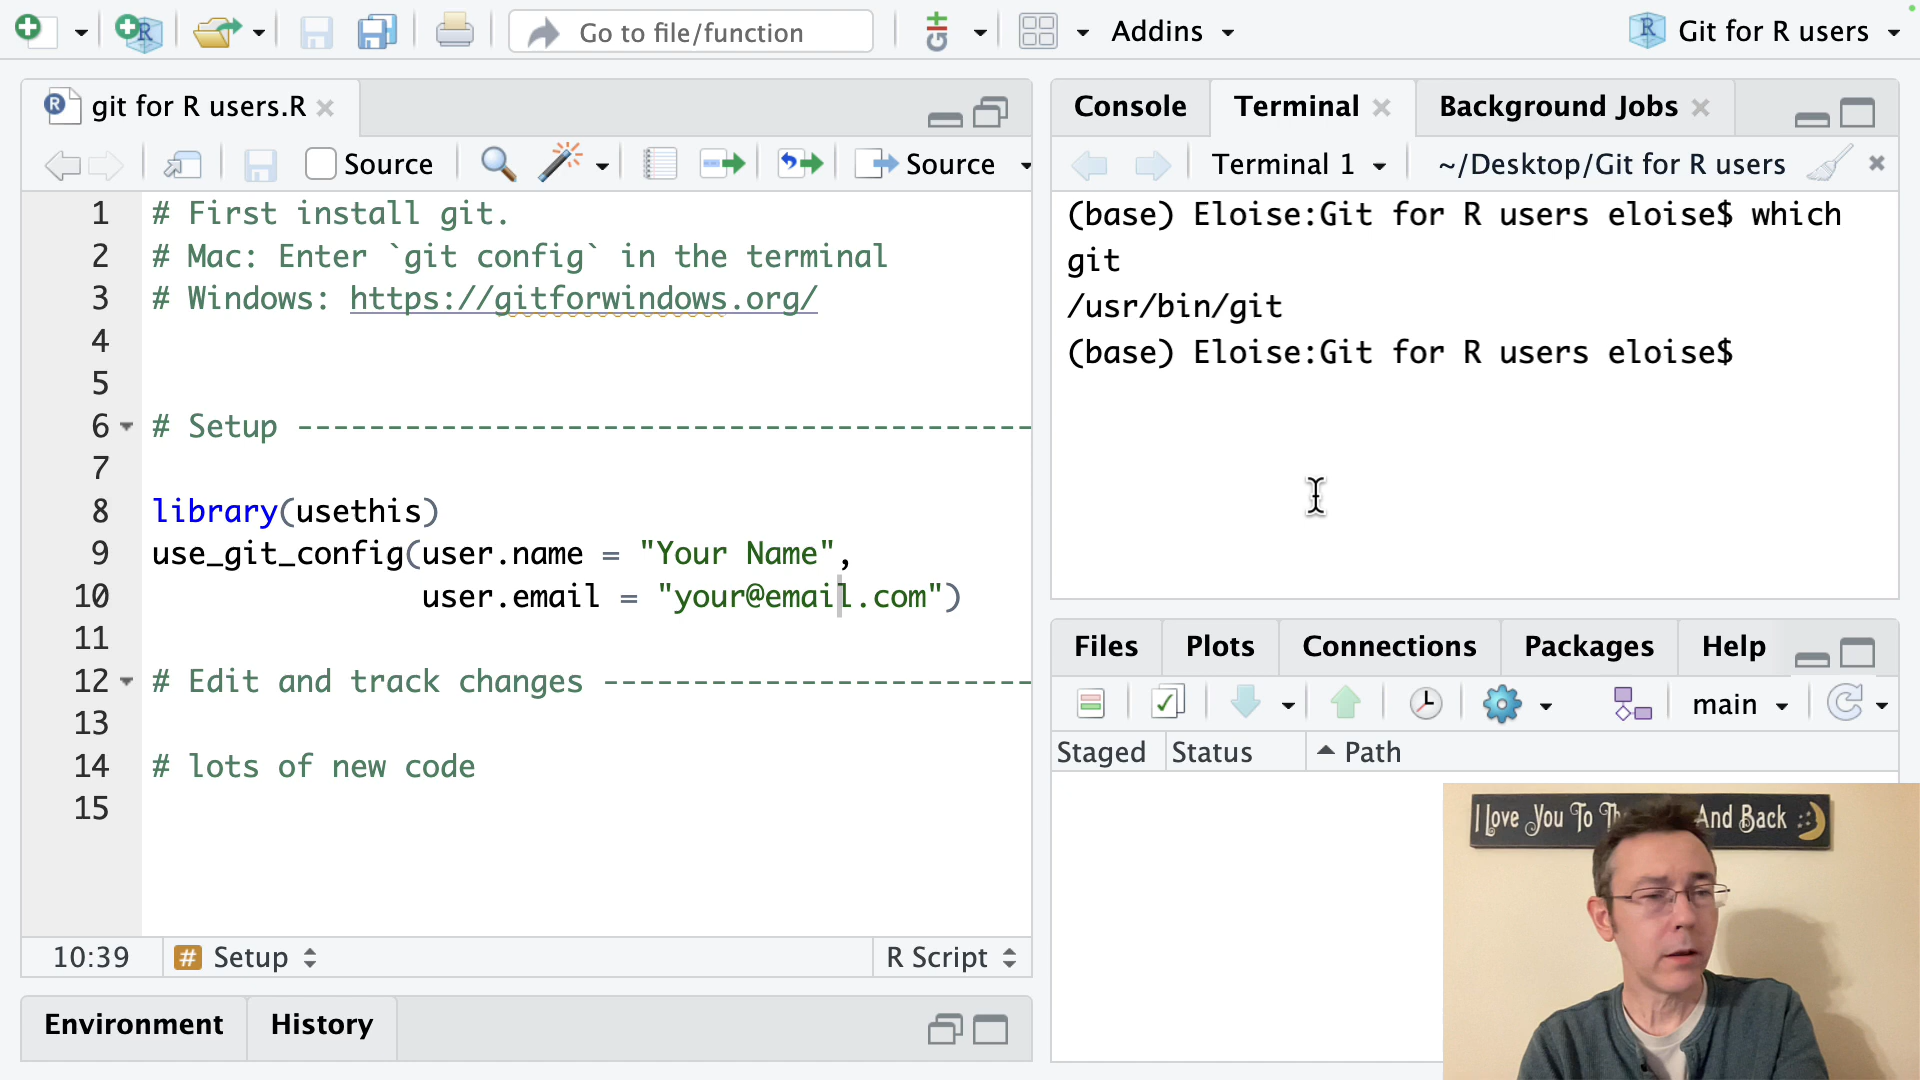 Go to file/function
Addins
Git for R users
git for R users.R
Source
Source
1 # First install git.
2 # Mac: Enter `git config` in the terminal
3 # Windows: https://gitforwindows.org/
4
5
6 # Setup ----------------------------------------
7
8 library(usethis)
9 use_git_config(user.name = "Your Name",
10 user.email = "your@email.com")
11
12 # Edit and track changes -----------------------
13
14 # lots of new code
15
10:39
# Setup
R Script
Environment
History
Console
Terminal
Background Jobs
Terminal 1
~/Desktop/Git for R users
(base) Eloise:Git for R users eloise$ which
git
/usr/bin/git
(base) Eloise:Git for R users eloise$
Files
Plots
Connections
Packages
Help
main
Staged
Status
Path
I Love You To And Back